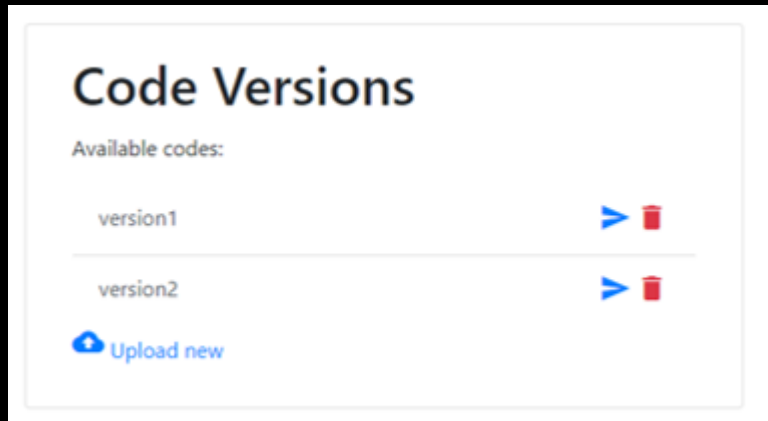 Code Versions
Available codes:
version1
version2
Upload new